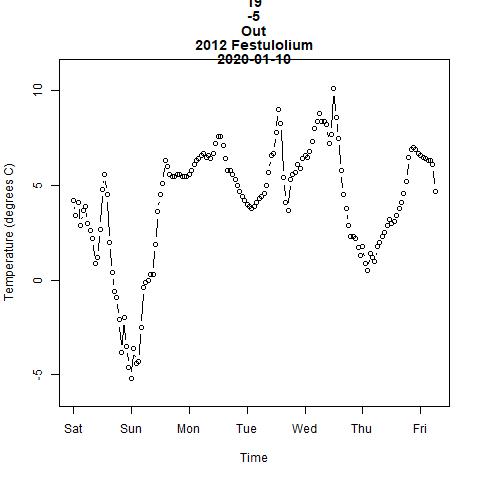 19
-5
Out
2012 Festulolium
2020-01-10
Temperature (degrees C)
10
5
0
-5
Sat Sun Mon Tue Wed Thu Fri
Time